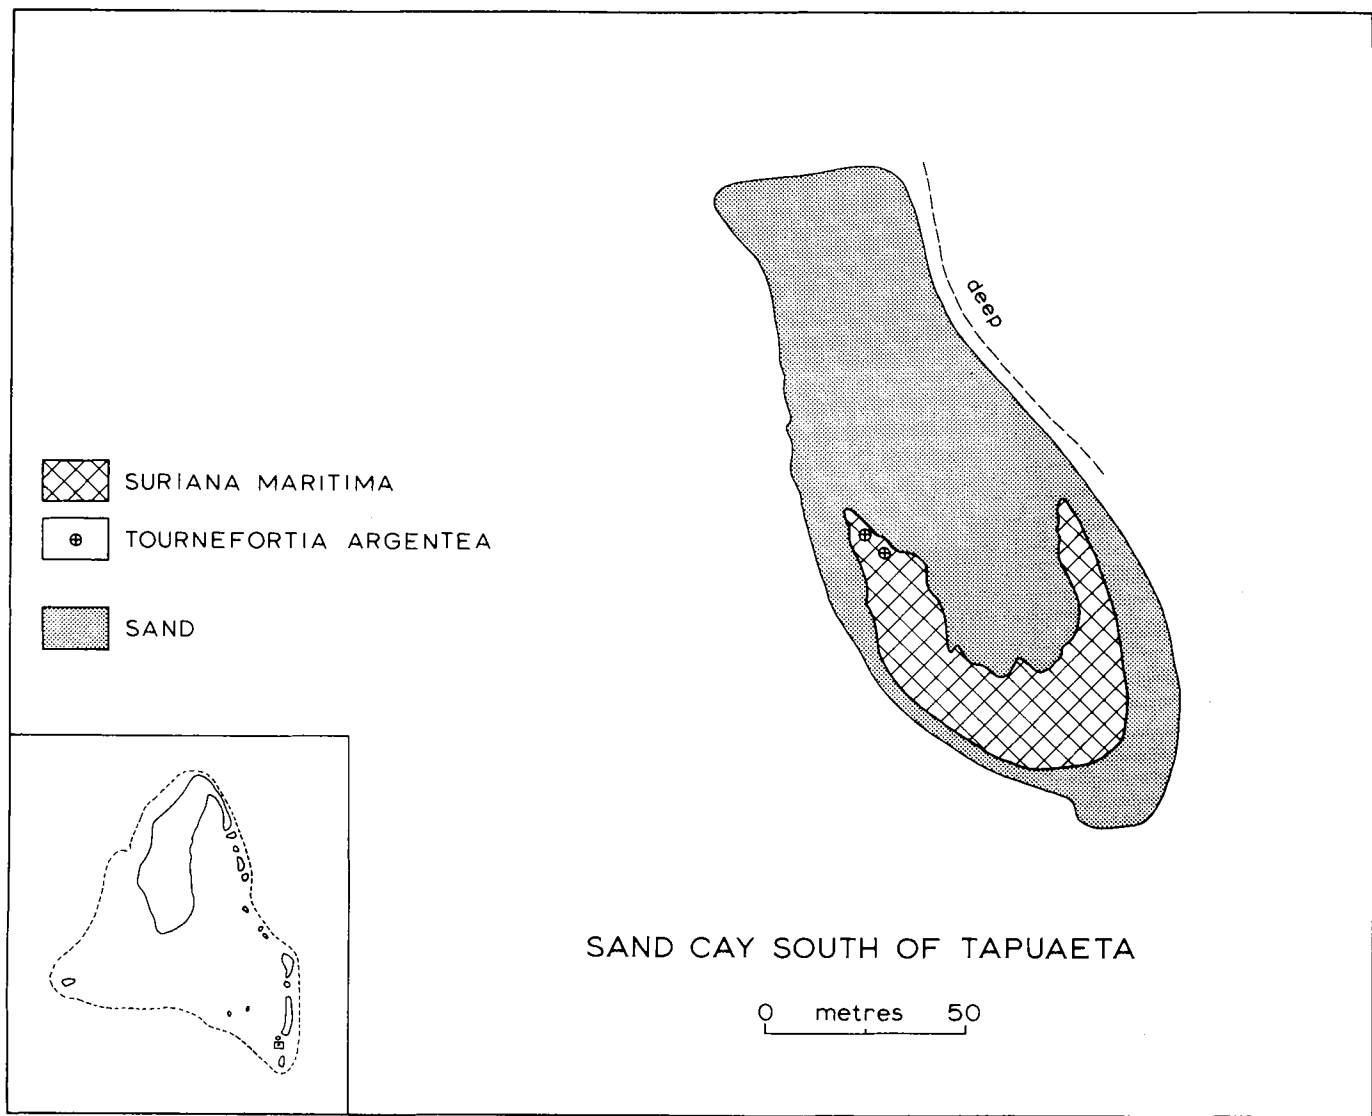 deep
SURIANA MARITIMA
TOURNEFORTIA ARGENTEA
SAND
SAND CAY SOUTH OF TAPUAETA
0 metres 50